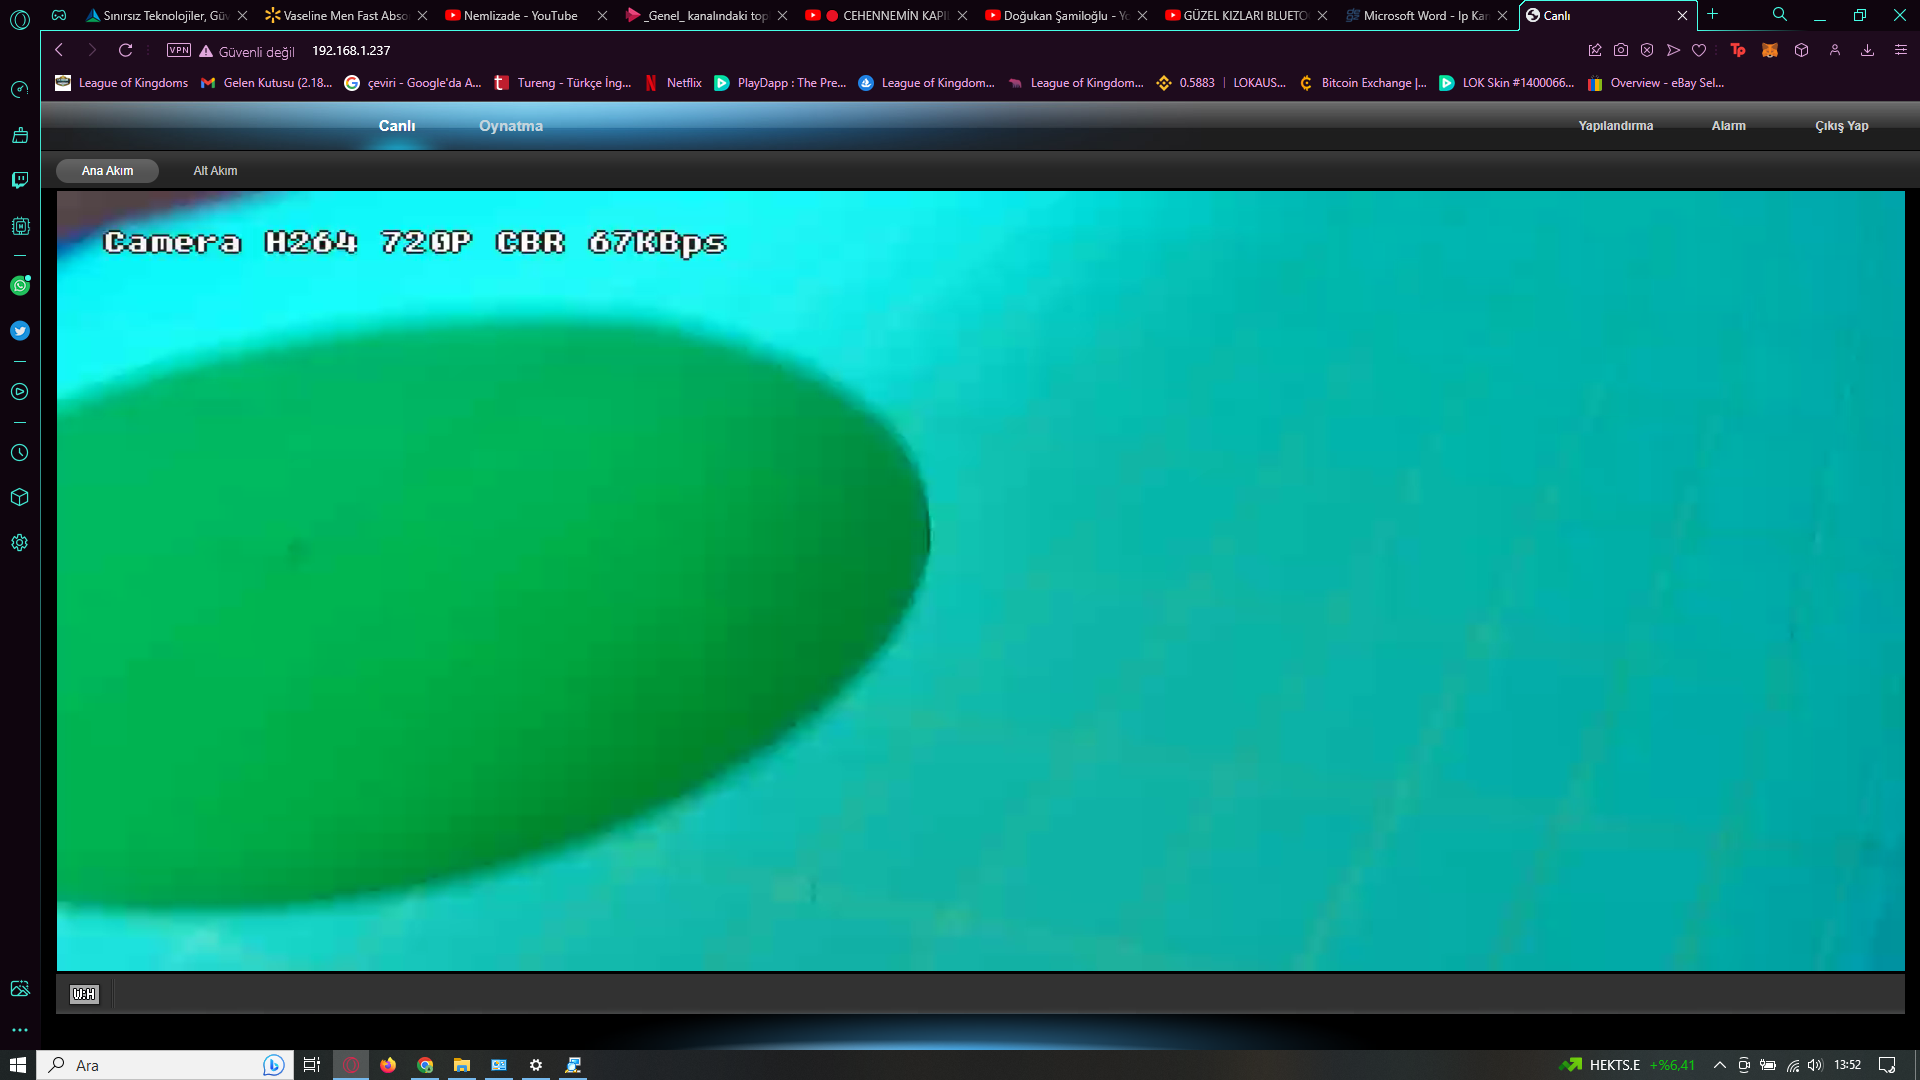 Sınırsız Teknolojiler, Güv
Vaseline Men Fast Abso
Nemlizade - YouTube
_Genel_ kanalındaki top
CEHENNEMİN KAPI
Doğukan Şamiloğlu - Yo
GÜZEL KIZLARI BLUETO
Microsoft Word - Ip Kam
Canlı
VPN
Güvenli değil
192.168.1.237
Tp
League of Kingdoms
Gelen Kutusu (2.18...
çeviri - Google'da A...
Tureng - Türkçe İng...
Netflix
PlayDapp : The Pre...
League of Kingdom...
League of Kingdom...
0.5883 | LOKAUS...
Bitcoin Exchange |...
LOK Skin #1400066...
Overview - eBay Sel...
Canlı
Oynatma
Yapılandırma
Alarm
Çıkış Yap
Ana Akım
Alt Akım
Camera H264 720P CBR 67KBps
W:H
Ara
HEKTS.E +%6,41
13:52